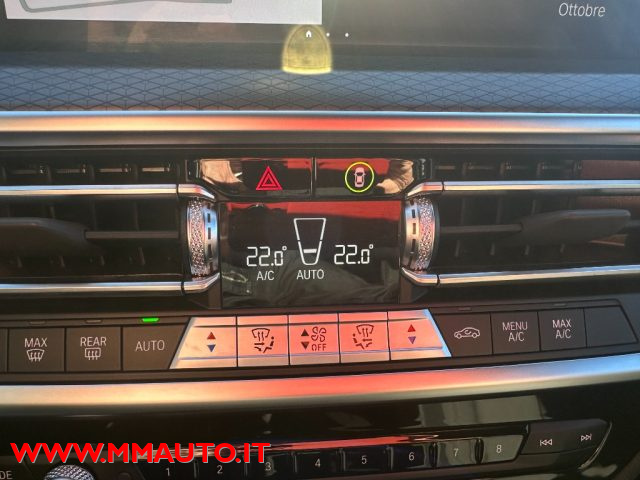 Ottobre
22.0° 22.0°
A/C AUTO
MAX REAR AUTO OFF MENU A/C MAX A/C
WWW.MMAUTO.IT
DE 1 2 3 4 5 6 7 8